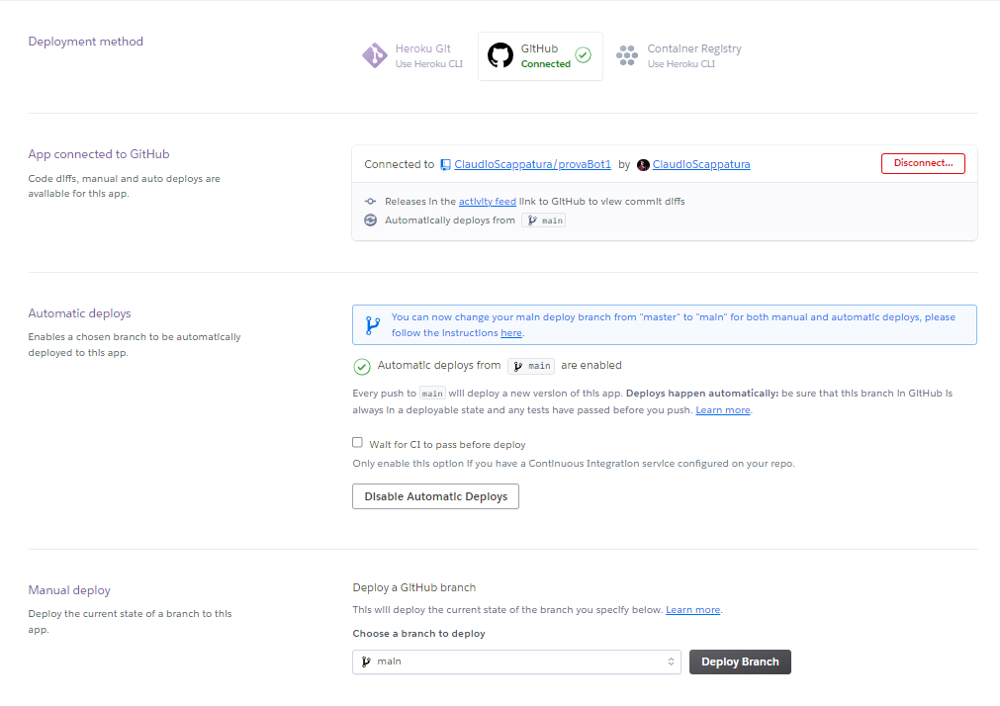 Deployment method
Heroku Git
Use Heroku CLI
GitHub
Connected
Container Registry
Use Heroku CLI
App connected to GitHub
Code diffs, manual and auto deploys are
available for this app.
Connected to ClaudioScappatura/provaBot1 by ClaudioScappatura
Disconnect...
Releases in the activity feed link to GitHub to view commit diffs
Automatically deploys from main
Automatic deploys
Enables a chosen branch to be automatically
deployed to this app.
You can now change your main deploy branch from "master" to "main" for both manual and automatic deploys, please
follow the instructions here.
Automatic deploys from main are enabled
Every push to main will deploy a new version of this app. Deploys happen automatically: be sure that this branch in GitHub is
always in a deployable state and any tests have passed before you push. Learn more.
Wait for CI to pass before deploy
Only enable this option if you have a Continuous Integration service configured on your repo.
Disable Automatic Deploys
Manual deploy
Deploy the current state of a branch to this
app.
Deploy a GitHub branch
This will deploy the current state of the branch you specify below. Learn more.
Choose a branch to deploy
main
Deploy Branch